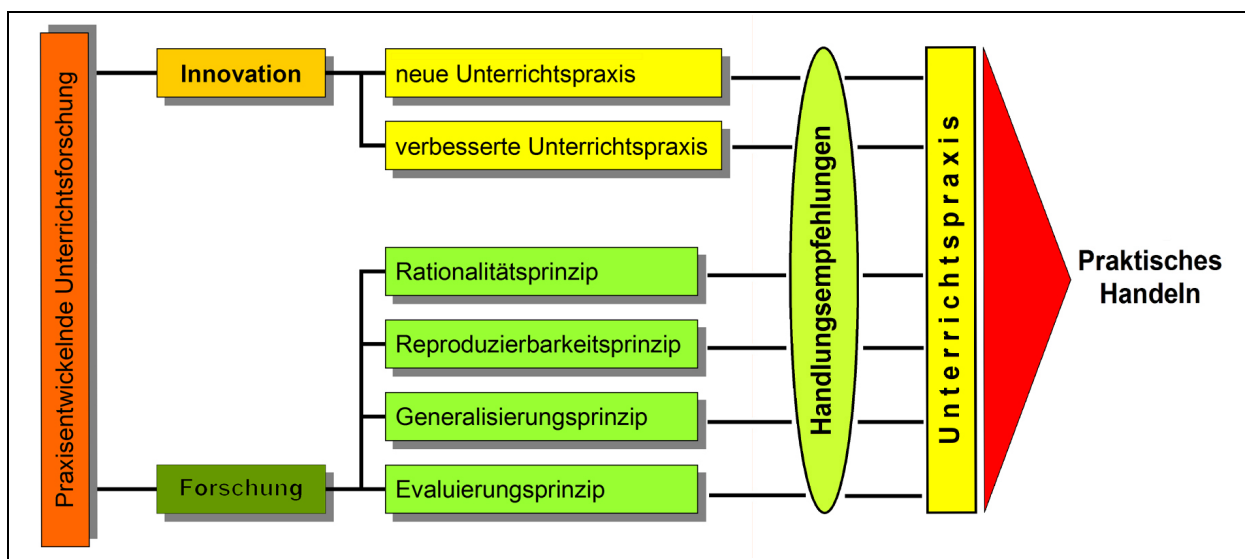 Praxisentwickelnde Unterrichtsforschung
Innovation
neue Unterrichtspraxis
verbesserte Unterrichtspraxis
Forschung
Rationalitätsprinzip
Reproduzierbarkeitsprinzip
Generalisierungsprinzip
Evaluierungsprinzip
Handlungsempfehlungen
Unterrichtspraxis
Praktisches
Handeln